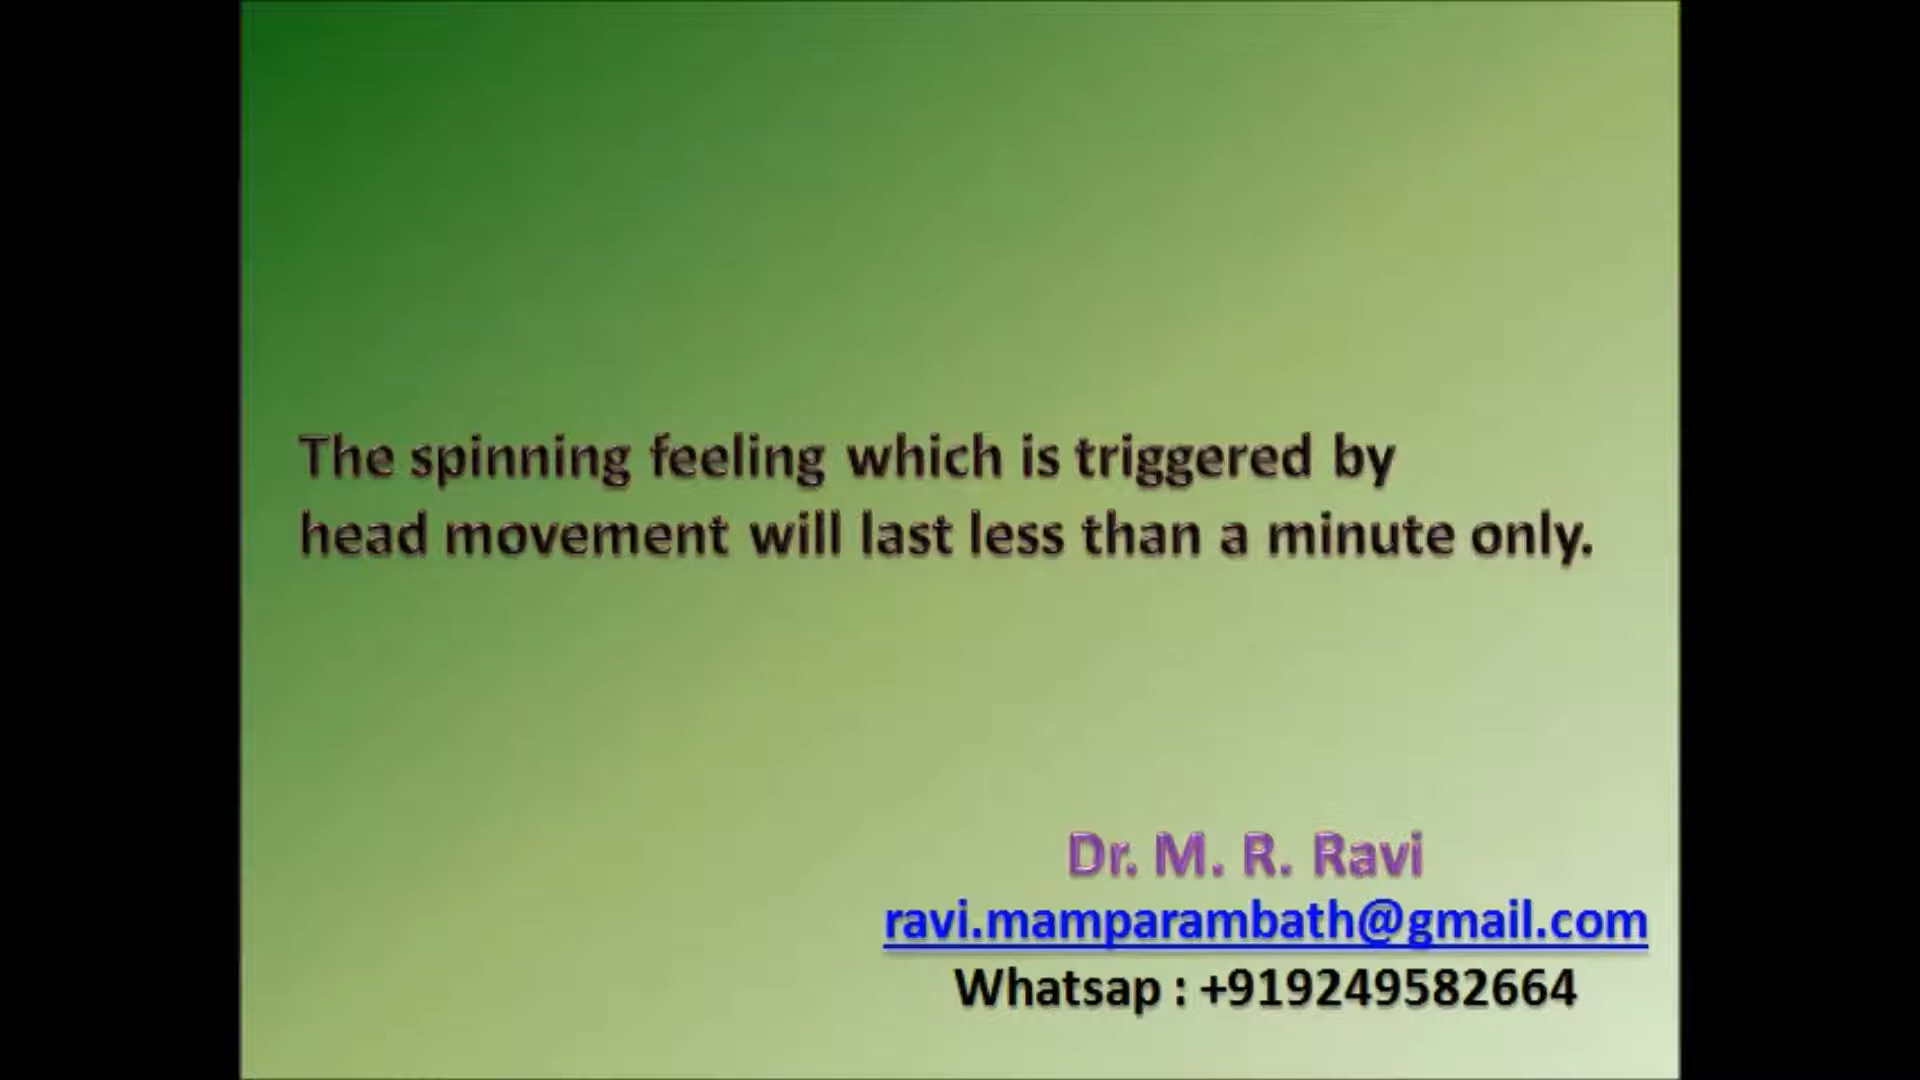 The spinning feeling which is triggered by
head movement will last less than a minute only.
Dr. M. R. Ravi
ravi.mamparambath@gmail.com
Whatsap : +919249582664